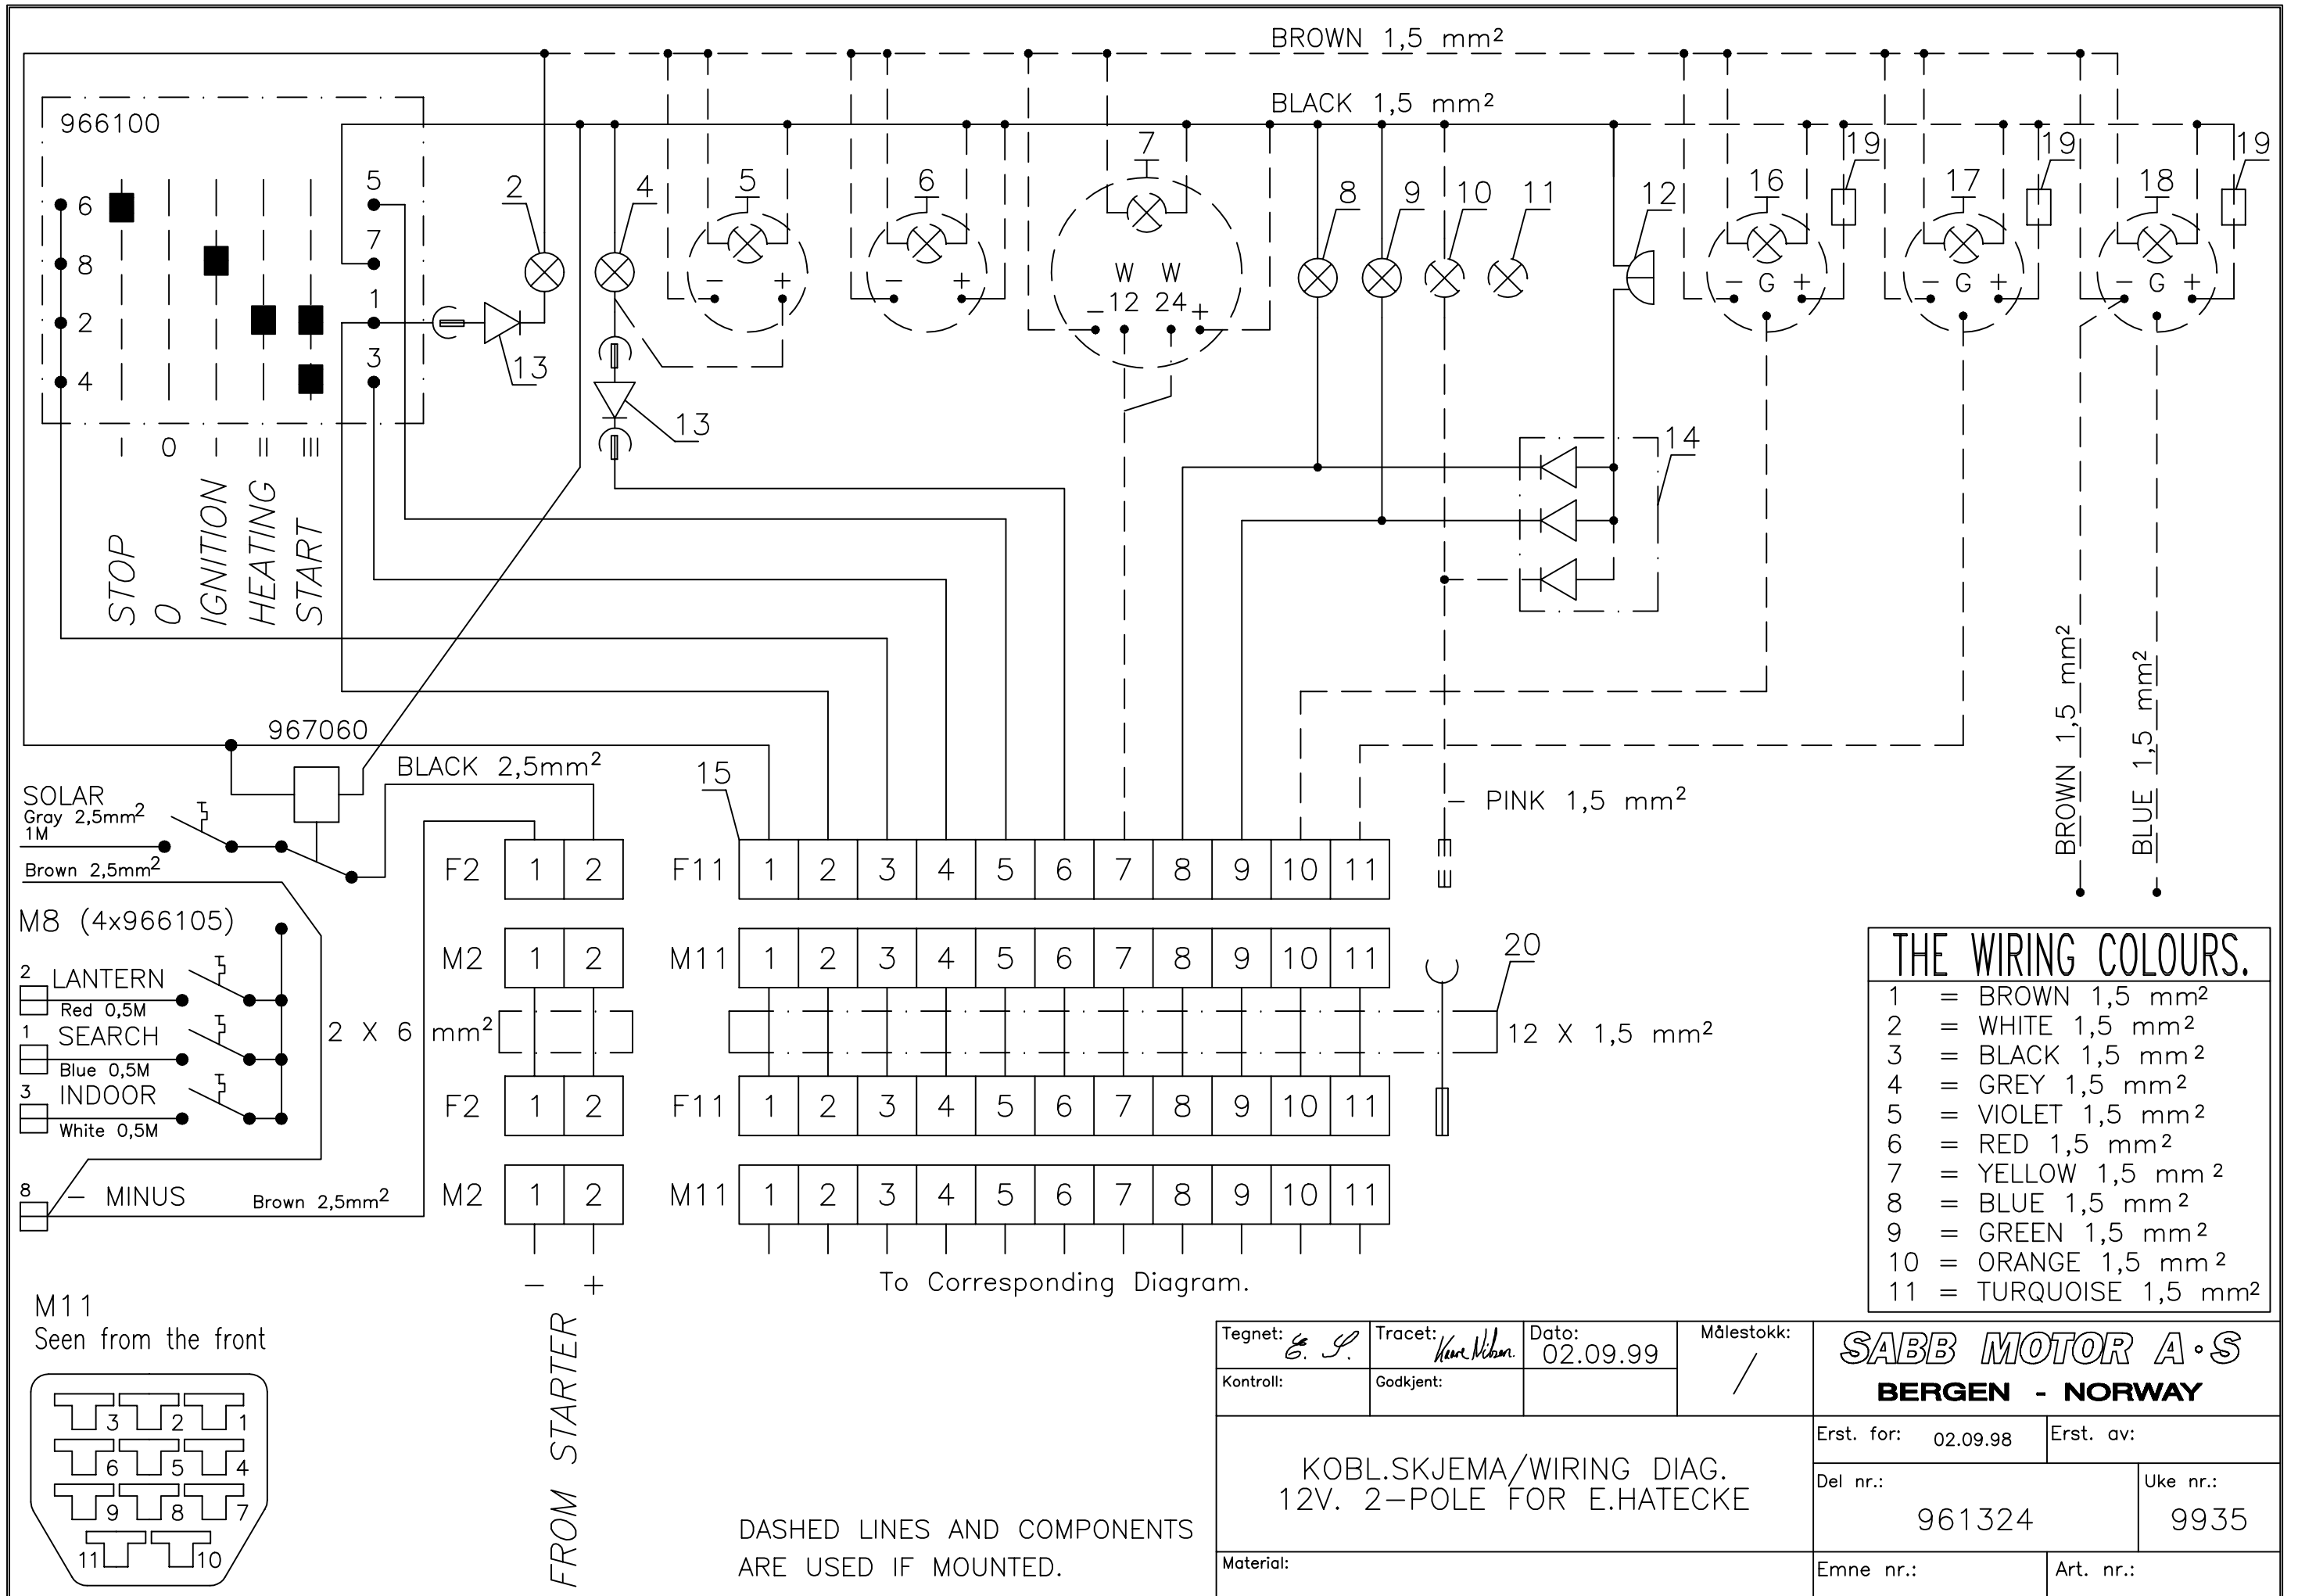 BROWN 1,5 mm²
BLACK 1,5 mm²
966100
6
8
2
4
5
7
1
3
I 0 I II III
STOP
0
IGNITION
HEATING
START
2
4
13
13
5
- +
6
- +
7
W W
- 12 24 +
8
9
10
11
12
14
16
- G +
19
17
- G +
19
18
- G +
19
967060
BLACK 2,5mm²
15
PINK 1,5 mm²
BROWN 1,5 mm²
BLUE 1,5 mm²
SOLAR
Gray 2,5mm²
1M
Brown 2,5mm²
M8 (4x966105)
2 LANTERN
Red 0,5M
1 SEARCH
Blue 0,5M
3 INDOOR
White 0,5M
8 - MINUS
Brown 2,5mm²
F2 1 2
F11 1 2 3 4 5 6 7 8 9 10 11
M2 1 2
M11 1 2 3 4 5 6 7 8 9 10 11
2 X 6 mm²
20
12 X 1,5 mm²
F2 1 2
F11 1 2 3 4 5 6 7 8 9 10 11
M2 1 2
M11 1 2 3 4 5 6 7 8 9 10 11
- +
FROM STARTER
To Corresponding Diagram.
THE WIRING COLOURS.
1 = BROWN 1,5 mm²
2 = WHITE 1,5 mm²
3 = BLACK 1,5 mm²
4 = GREY 1,5 mm²
5 = VIOLET 1,5 mm²
6 = RED 1,5 mm²
7 = YELLOW 1,5 mm²
8 = BLUE 1,5 mm²
9 = GREEN 1,5 mm²
10 = ORANGE 1,5 mm²
11 = TURQUOISE 1,5 mm²
M11
Seen from the front
3 2 1
6 5 4
9 8 7
11 10
DASHED LINES AND COMPONENTS
ARE USED IF MOUNTED.
Tegnet: E. S.
Tracet: Kaare Nilsen.
Dato:
02.09.99
Målestokk:
/
Kontroll:
Godkjent:
SABB MOTOR A·S
BERGEN - NORWAY
KOBL.SKJEMA/WIRING DIAG.
12V. 2-POLE FOR E.HATECKE
Erst. for: 02.09.98
Erst. av:
Del nr.:
961324
Uke nr.:
9935
Material:
Emne nr.:
Art. nr.: